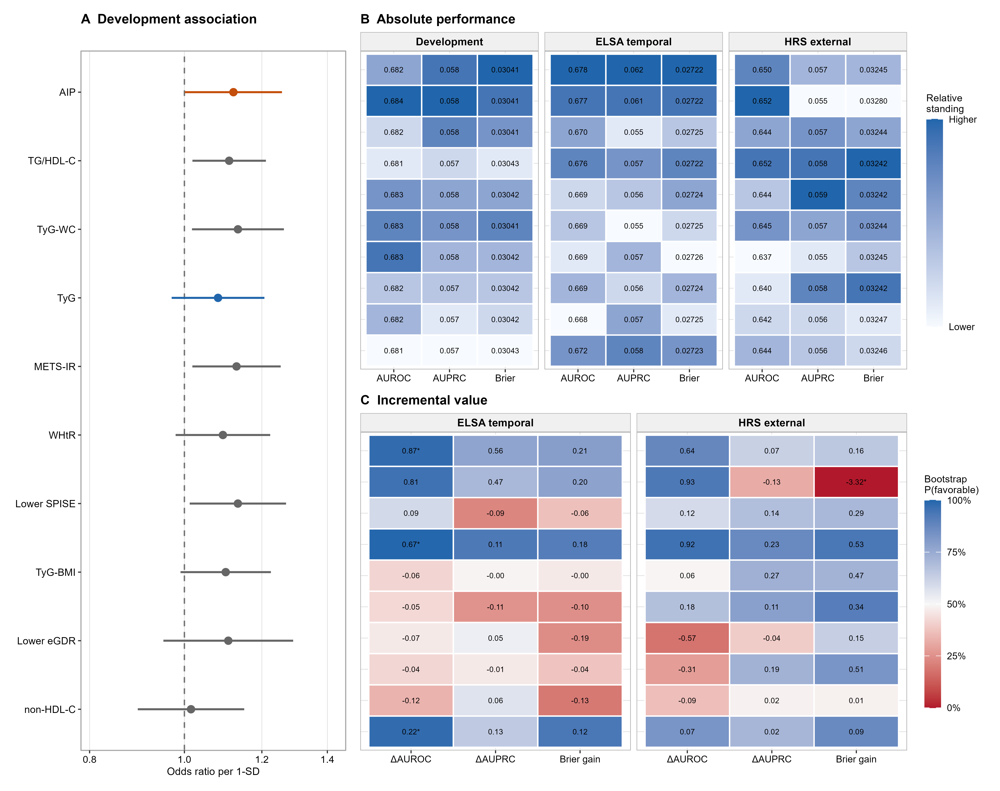 A Development association
AIP
TG/HDL-C
TyG-WC
TyG
METS-IR
WHtR
Lower SPISE
TyG-BMI
Lower eGDR
non-HDL-C
0.8 1.0 1.2 1.4
Odds ratio per 1-SD
B Absolute performance
Development ELSA temporal HRS external
0.682 0.058 0.03041 0.678 0.062 0.02722 0.650 0.057 0.03245
0.684 0.058 0.03041 0.677 0.061 0.02722 0.652 0.055 0.03280
0.682 0.058 0.03041 0.670 0.055 0.02725 0.644 0.057 0.03244
0.681 0.057 0.03043 0.676 0.057 0.02722 0.652 0.058 0.03242
0.683 0.058 0.03042 0.669 0.056 0.02724 0.644 0.059 0.03242
0.683 0.058 0.03041 0.669 0.055 0.02725 0.645 0.057 0.03244
0.683 0.058 0.03042 0.669 0.057 0.02726 0.637 0.055 0.03245
0.682 0.057 0.03042 0.669 0.056 0.02724 0.640 0.058 0.03242
0.682 0.057 0.03042 0.668 0.057 0.02725 0.642 0.056 0.03247
0.681 0.057 0.03043 0.672 0.058 0.02723 0.644 0.056 0.03246
AUROC AUPRC Brier AUROC AUPRC Brier AUROC AUPRC Brier
Relative
standing
Higher
Lower
C Incremental value
ELSA temporal HRS external
0.87* 0.56 0.21 0.64 0.07 0.16
0.81 0.47 0.20 0.93 -0.13 -3.32*
0.09 -0.09 -0.06 0.12 0.14 0.29
0.67* 0.11 0.18 0.92 0.23 0.53
-0.06 -0.00 -0.00 0.06 0.27 0.47
-0.05 -0.11 -0.10 0.18 0.11 0.34
-0.07 0.05 -0.19 -0.57 -0.04 0.15
-0.04 -0.01 -0.04 -0.31 0.19 0.51
-0.12 0.06 -0.13 -0.09 0.02 0.01
0.22* 0.13 0.12 0.07 0.02 0.09
ΔAUROC ΔAUPRC Brier gain ΔAUROC ΔAUPRC Brier gain
Bootstrap
P(favorable)
100%
75%
50%
25%
0%